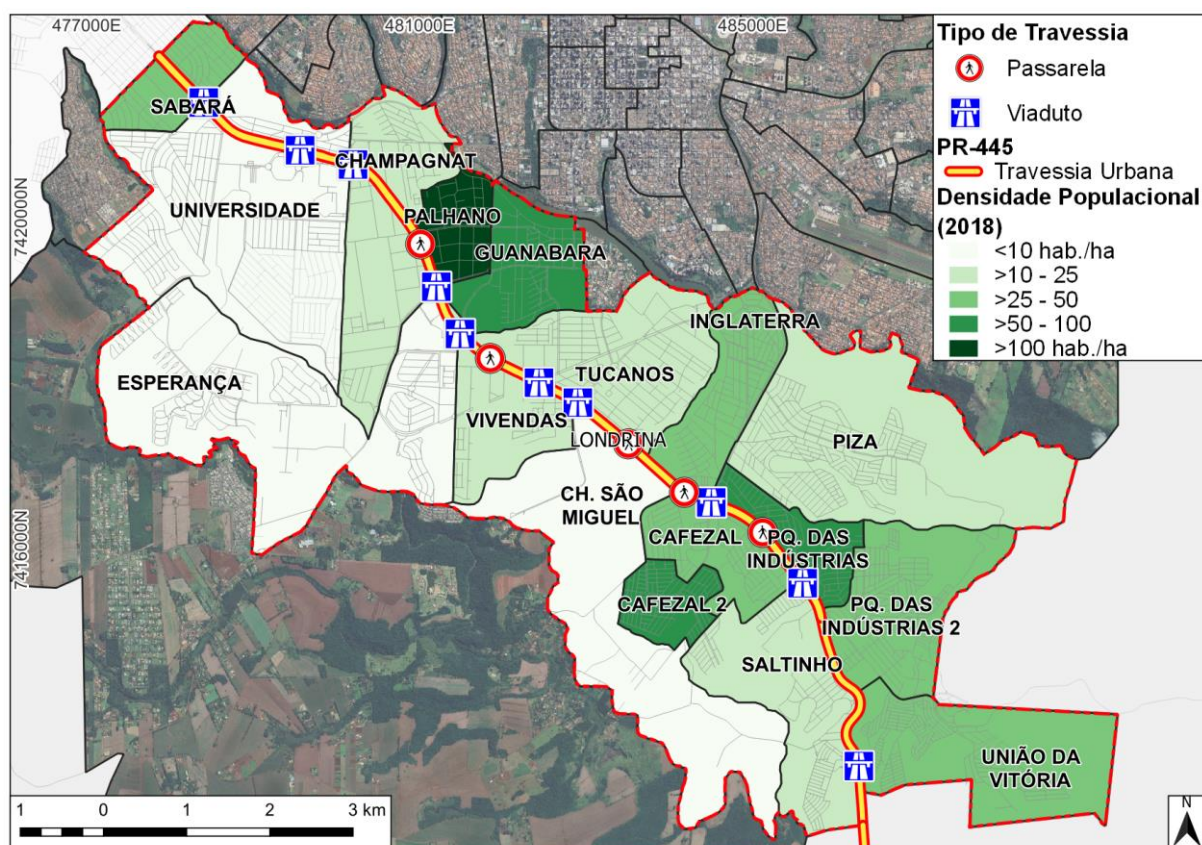 477000E
481000E
485000E
7420000N
7416000N
Tipo de Travessia
Passarela
Viaduto
PR-445
Travessia Urbana
Densidade Populacional
(2018)
<10 hab./ha
>10 - 25
>25 - 50
>50 - 100
>100 hab./ha
SABARÁ
CHAMPAGNAT
UNIVERSIDADE
PALHANO
GUANABARA
INGLATERRA
ESPERANÇA
TUCANOS
VIVENDAS
LONDRINA
PIZA
CH. SÃO
MIGUEL
CAFEZAL
PQ. DAS
INDÚSTRIAS
CAFEZAL 2
PQ. DAS
INDÚSTRIAS 2
SALTINHO
UNIÃO DA
VITÓRIA
1 0 1 2 3 km
N